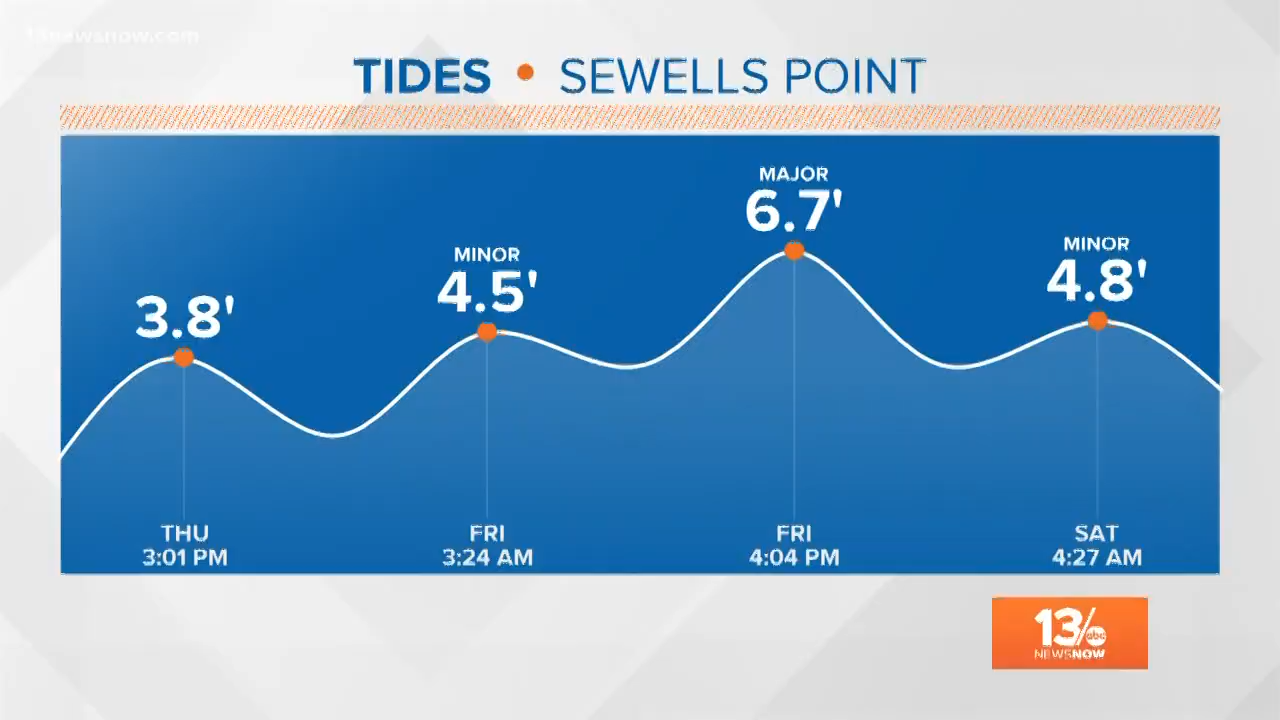 13newsnow.com
TIDES • SEWELLS POINT
3.8'
MINOR
4.5'
MAJOR
6.7'
MINOR
4.8'
THU
3:01 PM
FRI
3:24 AM
FRI
4:04 PM
SAT
4:27 AM
13
abc
NEWSNOW